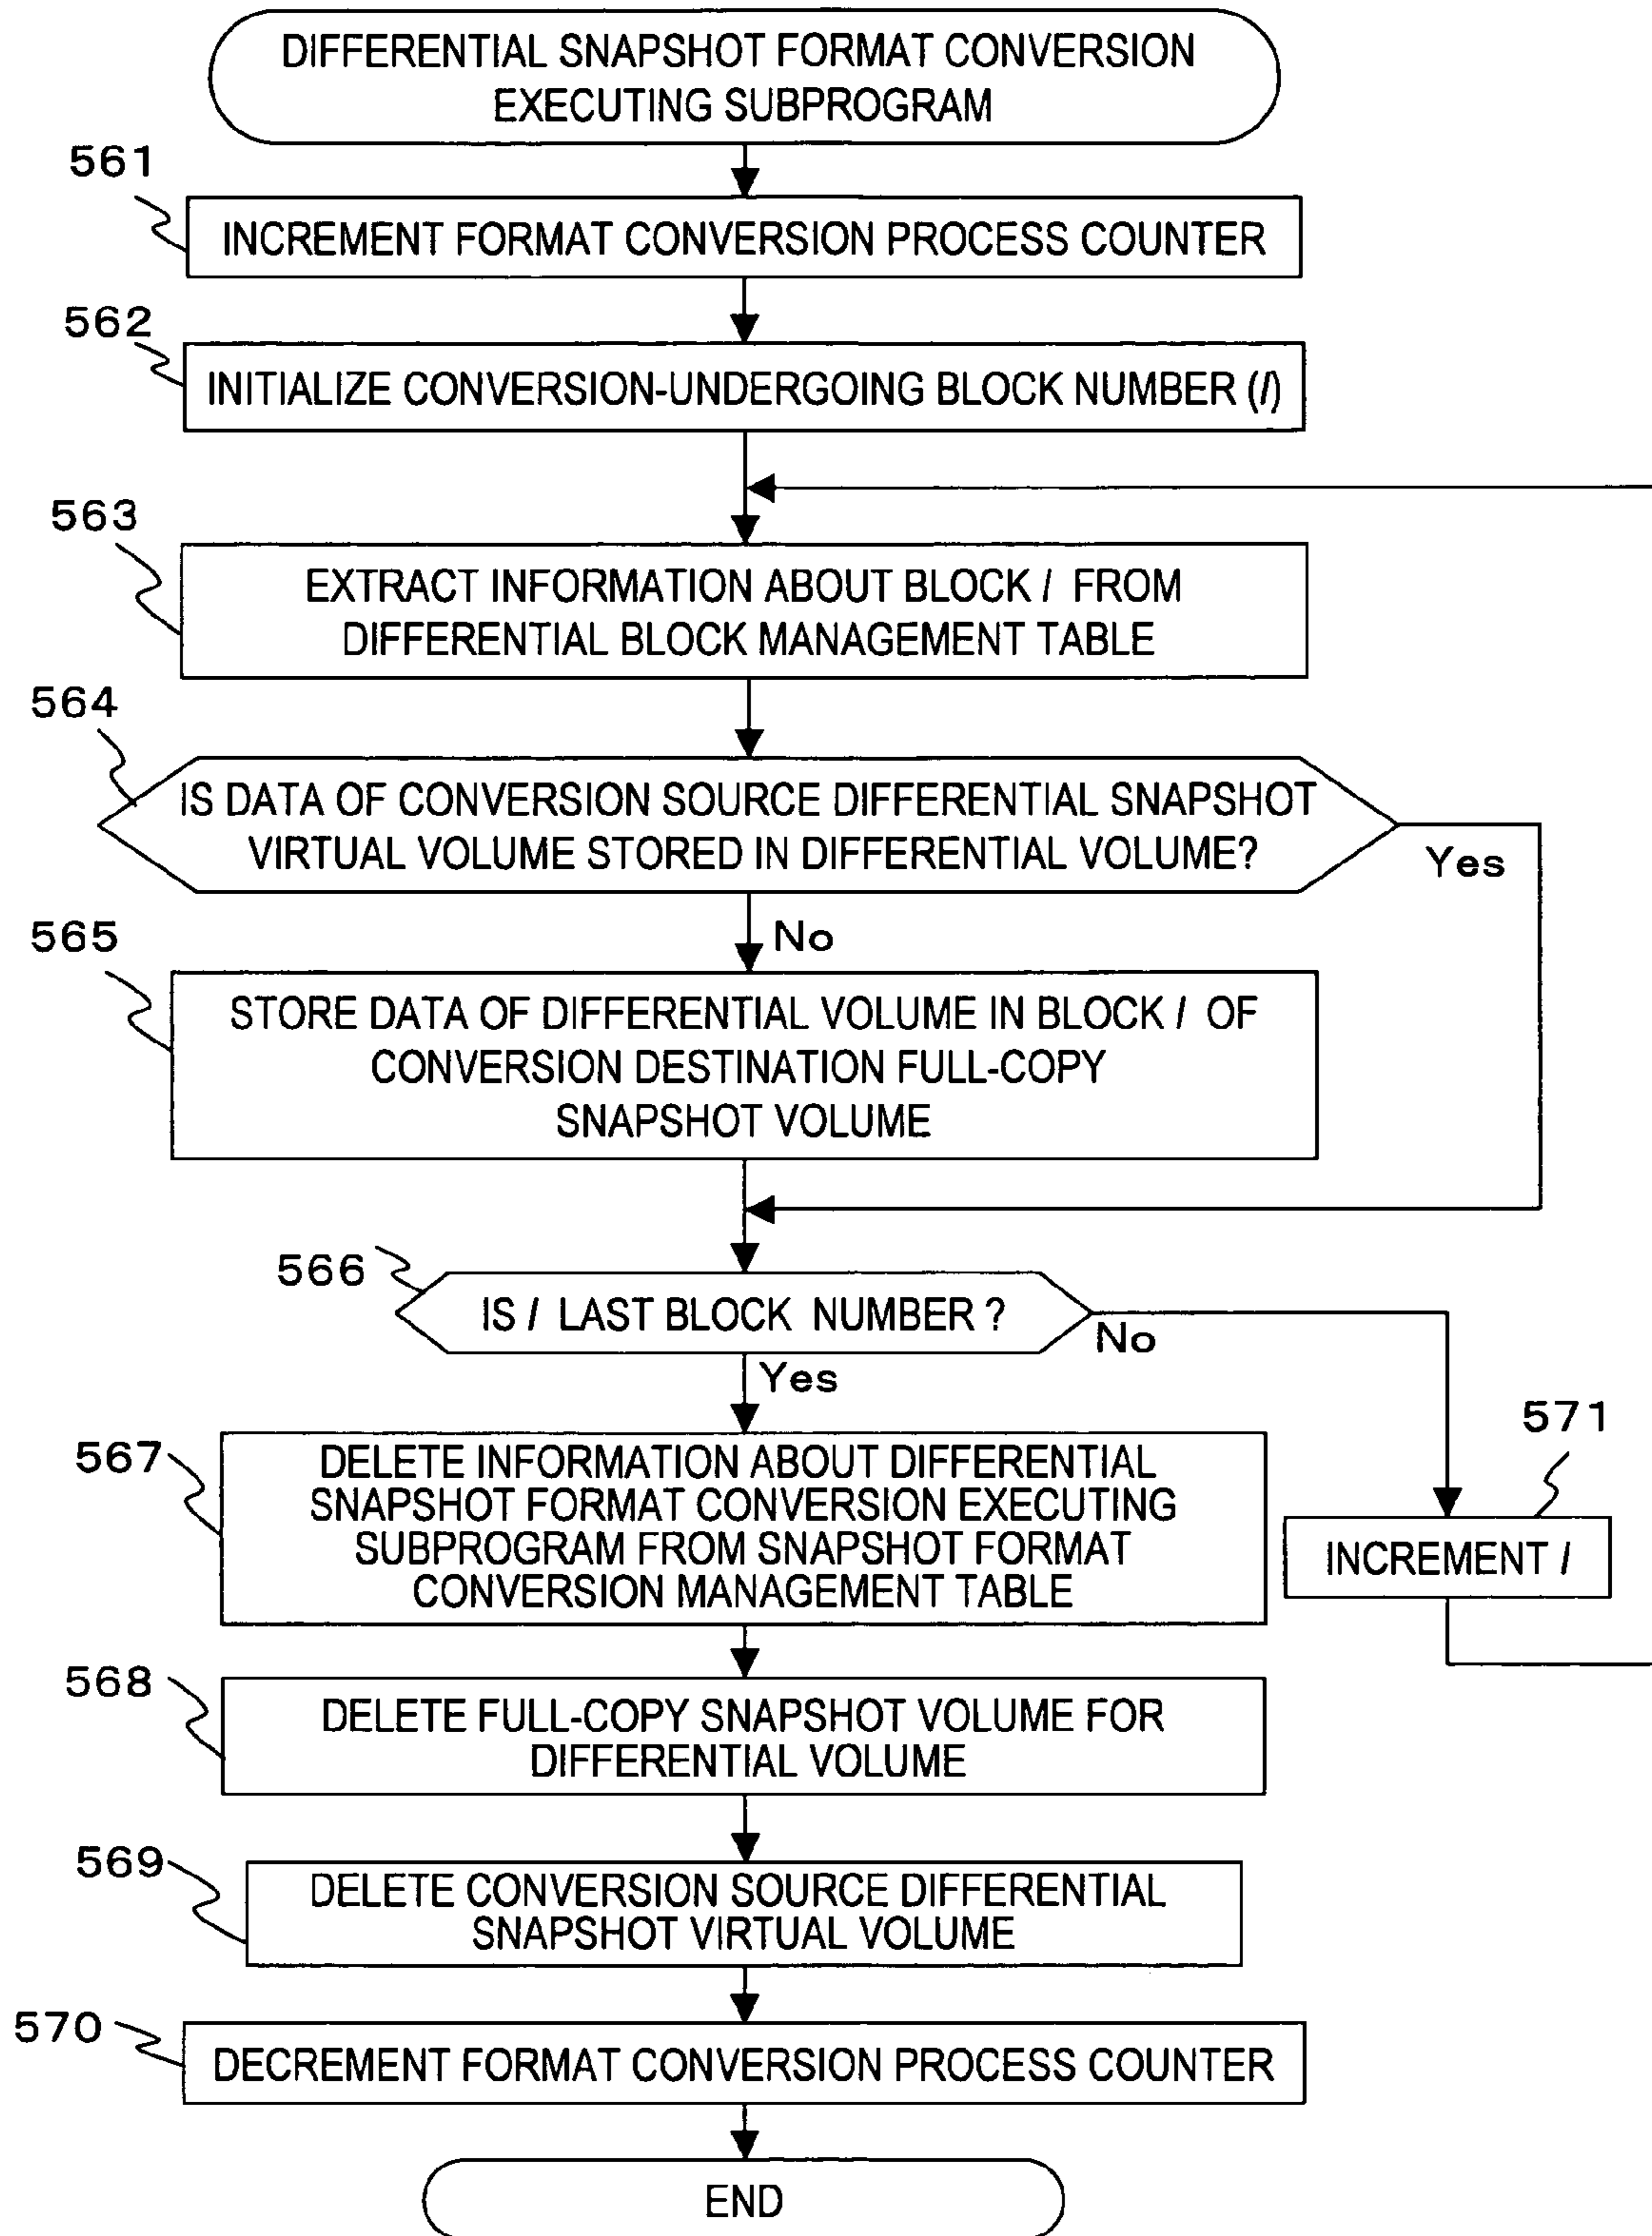 DIFFERENTIAL SNAPSHOT FORMAT CONVERSION
EXECUTING SUBPROGRAM
561
INCREMENT FORMAT CONVERSION PROCESS COUNTER
562
INITIALIZE CONVERSION-UNDERGOING BLOCK NUMBER (I)
563
EXTRACT INFORMATION ABOUT BLOCK I FROM
DIFFERENTIAL BLOCK MANAGEMENT TABLE
564
IS DATA OF CONVERSION SOURCE DIFFERENTIAL SNAPSHOT
VIRTUAL VOLUME STORED IN DIFFERENTIAL VOLUME?
Yes
No
565
STORE DATA OF DIFFERENTIAL VOLUME IN BLOCK I OF
CONVERSION DESTINATION FULL-COPY
SNAPSHOT VOLUME
566
IS I LAST BLOCK NUMBER ?
No
Yes
571
INCREMENT I
567
DELETE INFORMATION ABOUT DIFFERENTIAL
SNAPSHOT FORMAT CONVERSION EXECUTING
SUBPROGRAM FROM SNAPSHOT FORMAT
CONVERSION MANAGEMENT TABLE
568
DELETE FULL-COPY SNAPSHOT VOLUME FOR
DIFFERENTIAL VOLUME
569
DELETE CONVERSION SOURCE DIFFERENTIAL
SNAPSHOT VIRTUAL VOLUME
570
DECREMENT FORMAT CONVERSION PROCESS COUNTER
END